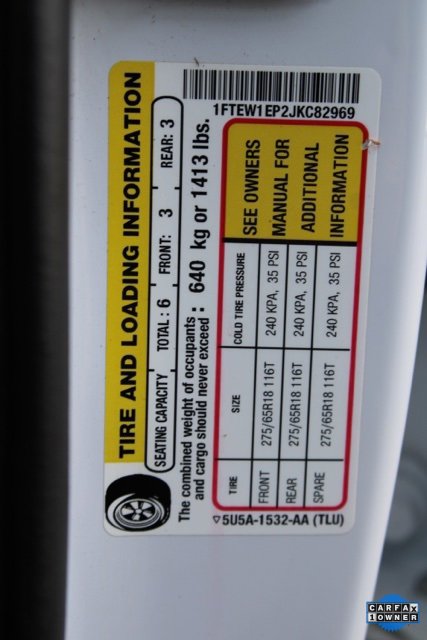 TIRE AND LOADING INFORMATION
SEATING CAPACITY TOTAL : 6 FRONT: 3 REAR: 3
The combined weight of occupants
and cargo should never exceed : 640 kg or 1413 lbs.
TIRE SIZE COLD TIRE PRESSURE
FRONT 275/65R18 116T 240 KPA, 35 PSI
REAR 275/65R18 116T 240 KPA, 35 PSI
SPARE 275/65R18 116T 240 KPA, 35 PSI
SEE OWNERS
MANUAL FOR
ADDITIONAL
INFORMATION
5U5A-1532-AA (TLU)
1FTEW1EP2JKC82969
CARFAX
1 OWNER